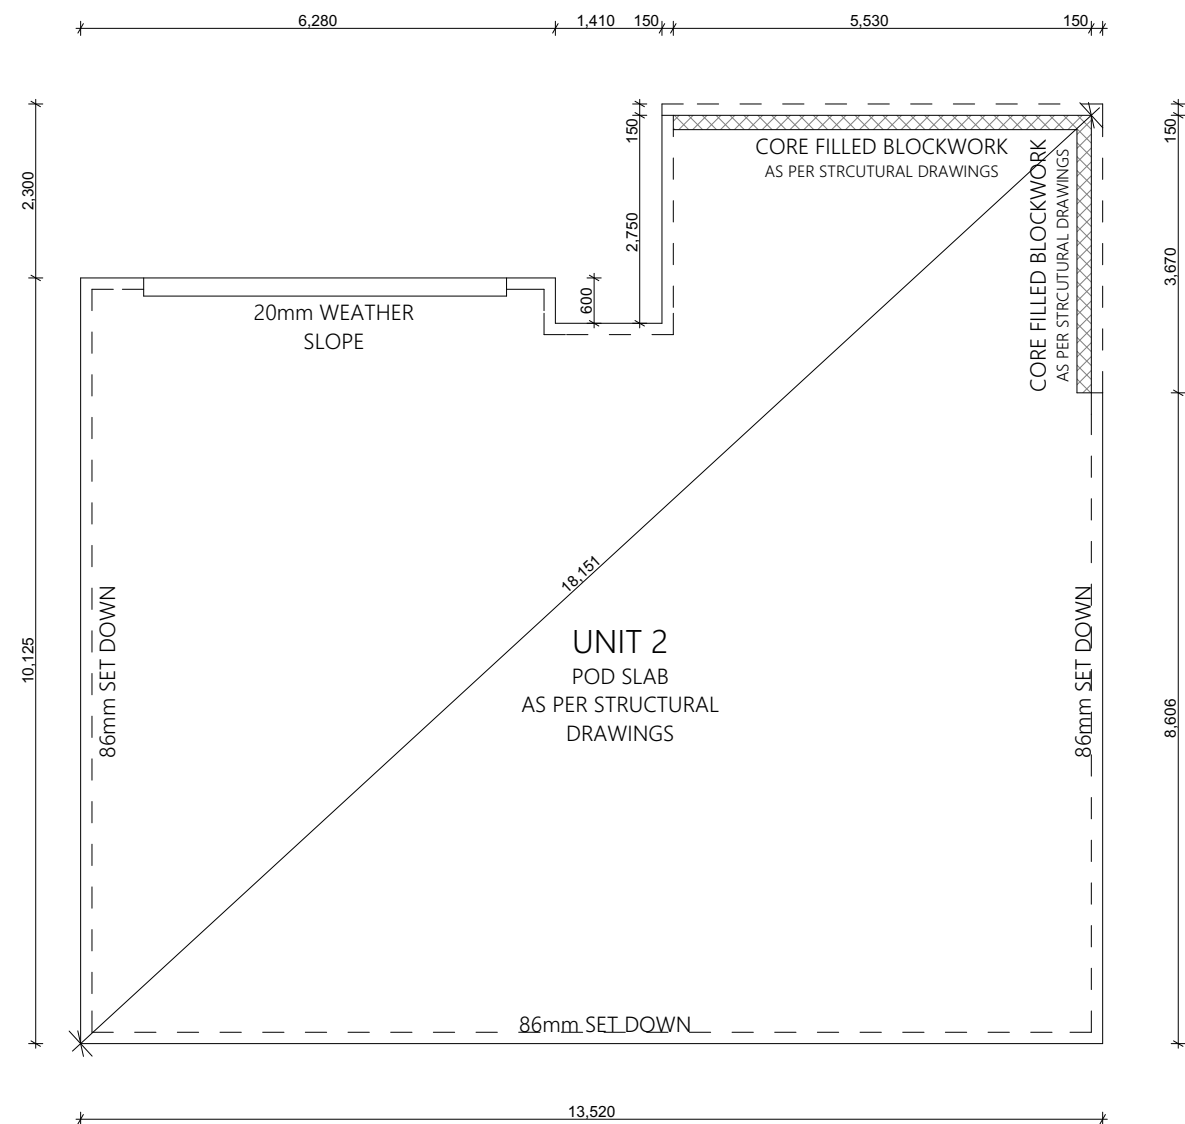 6,280
1,410
150
5,530
150
150
150
CORE FILLED BLOCKWORK
AS PER STRCUTURAL DRAWINGS
CORE FILLED BLOCKWORK
AS PER STRCUTURAL DRAWINGS
2,300
2,750
3,670
600
20mm WEATHER
SLOPE
18,151
86mm SET DOWN
UNIT 2
POD SLAB
AS PER STRUCTURAL
DRAWINGS
86mm SET DOWN
10,125
8,606
86mm SET DOWN
13,520